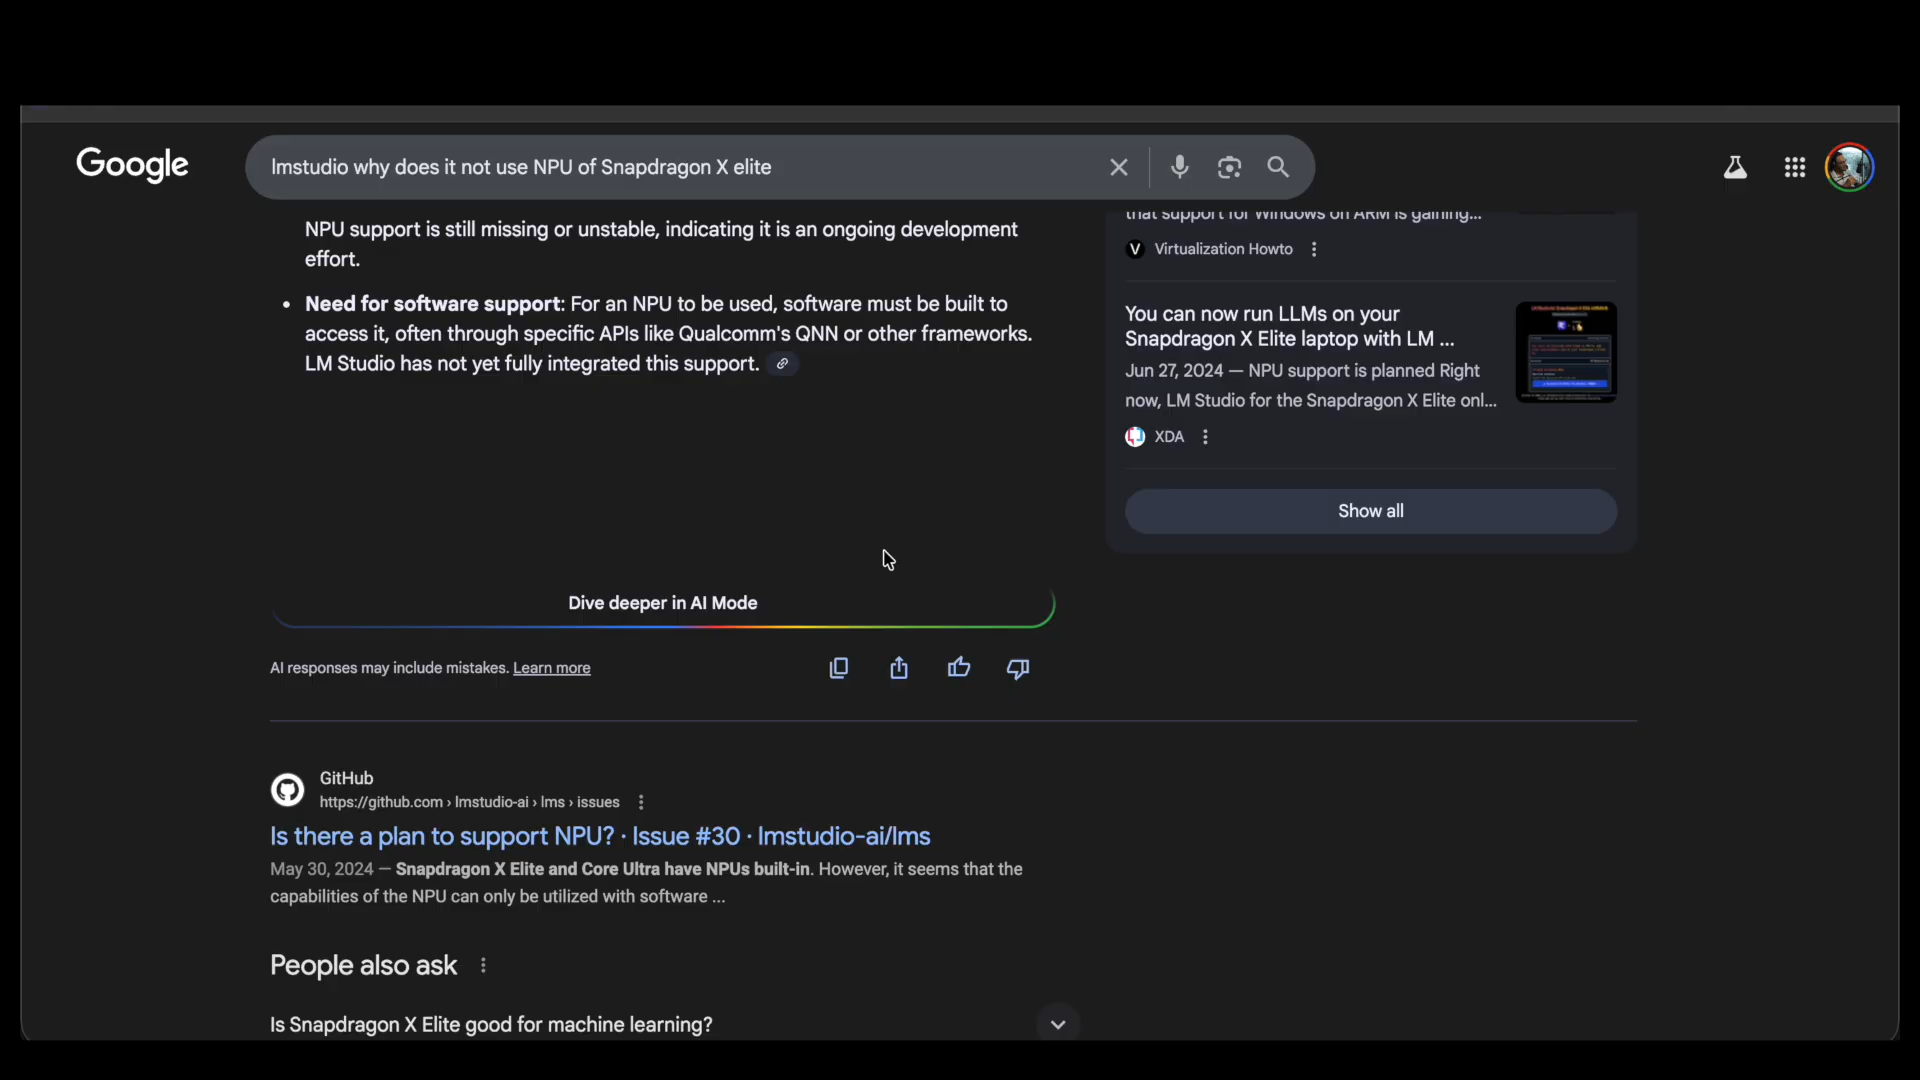 Google
lmstudio why does it not use NPU of Snapdragon X elite
NPU support is still missing or unstable, indicating it is an ongoing development
effort.
• Need for software support: For an NPU to be used, software must be built to
access it, often through specific APIs like Qualcomm's QNN or other frameworks.
LM Studio has not yet fully integrated this support.
that support for Windows on ARM is gaining...
V Virtualization Howto
You can now run LLMs on your
Snapdragon X Elite laptop with LM ...
Jun 27, 2024 — NPU support is planned Right
now, LM Studio for the Snapdragon X Elite onl...
XDA
Show all
Dive deeper in AI Mode
AI responses may include mistakes. Learn more
GitHub
https://github.com › lmstudio-ai › lms › issues
Is there a plan to support NPU? · Issue #30 · lmstudio-ai/lms
May 30, 2024 — Snapdragon X Elite and Core Ultra have NPUs built-in. However, it seems that the
capabilities of the NPU can only be utilized with software ...
People also ask
Is Snapdragon X Elite good for machine learning?